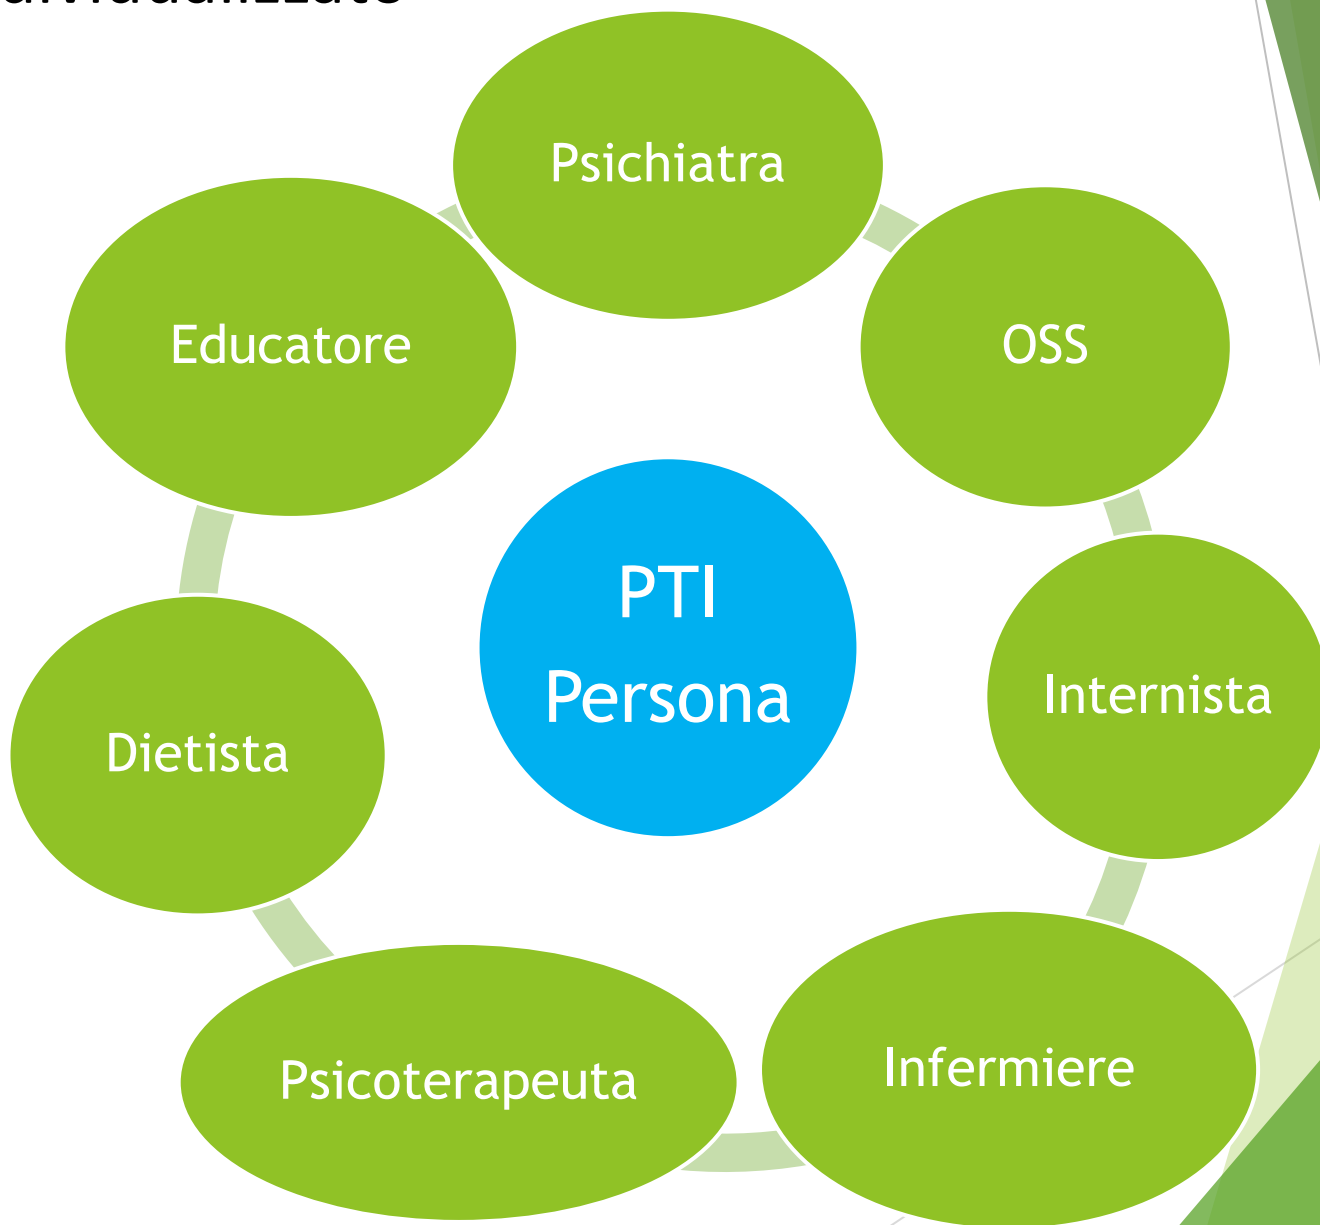 Psichiatra
Educatore
OSS
PTI
Persona
Internista
Dietista
Infermiere
Psicoterapeuta